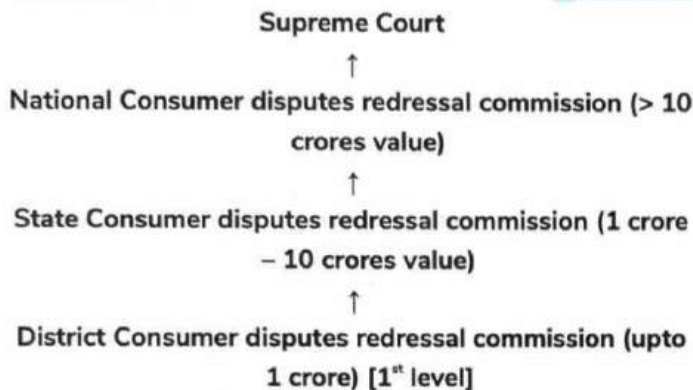 Supreme Court
↑
National Consumer disputes redressal commission (> 10
crores value)
↑
State Consumer disputes redressal commission (1 crore
– 10 crores value)
↑
District Consumer disputes redressal commission (upto
1 crore) [1st level]